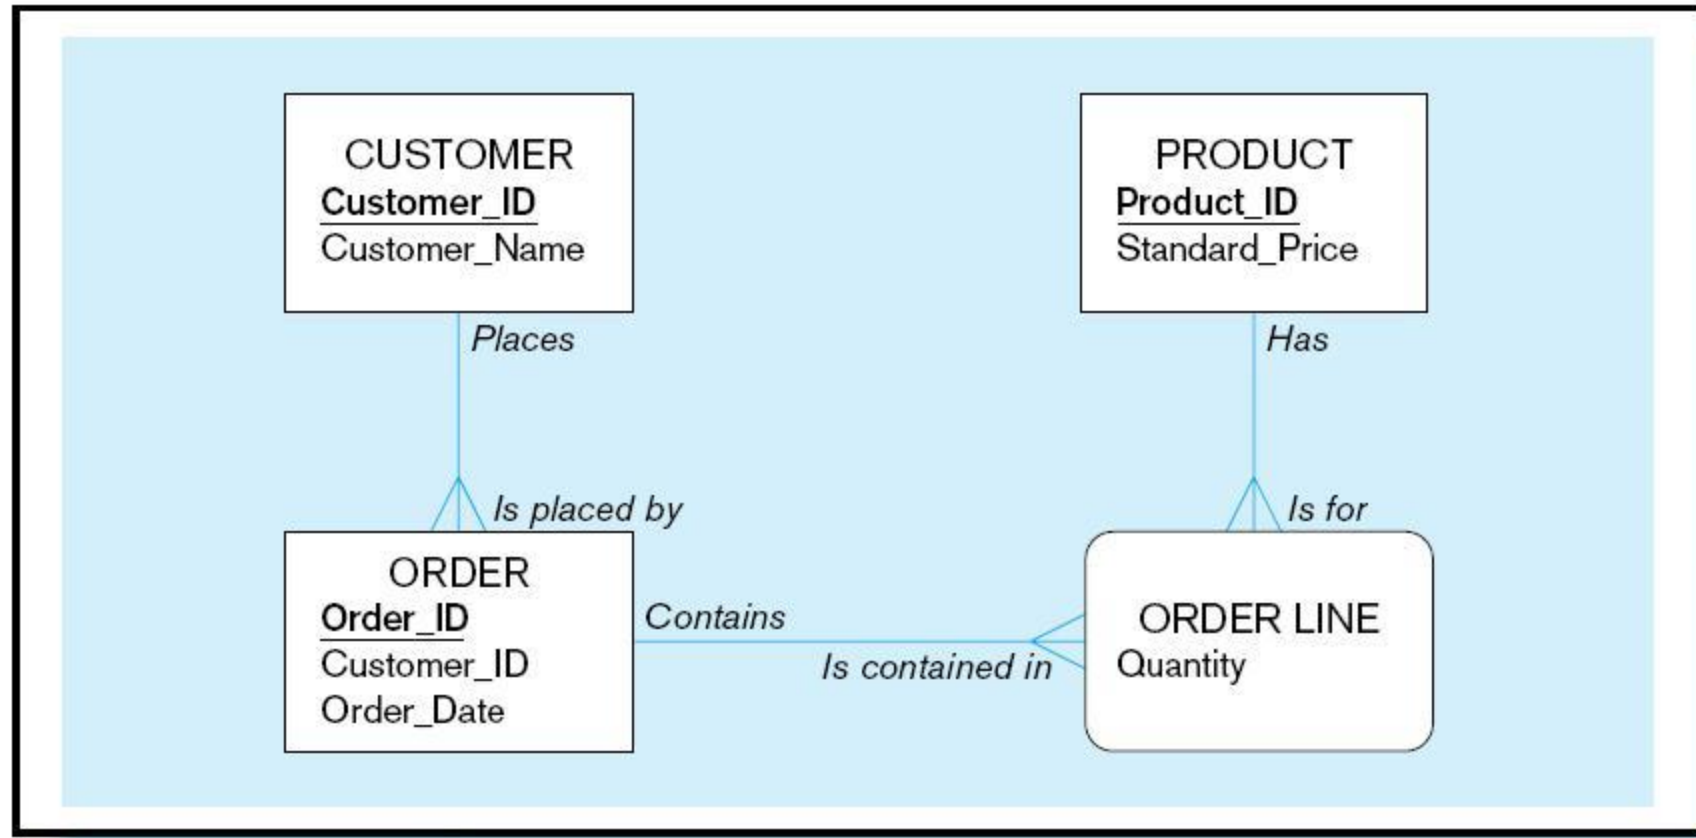 CUSTOMER
Customer_ID
Customer_Name
Places
Is placed by
ORDER
Order_ID
Customer_ID
Order_Date
Contains
Is contained in
PRODUCT
Product_ID
Standard_Price
Has
Is for
ORDER LINE
Quantity